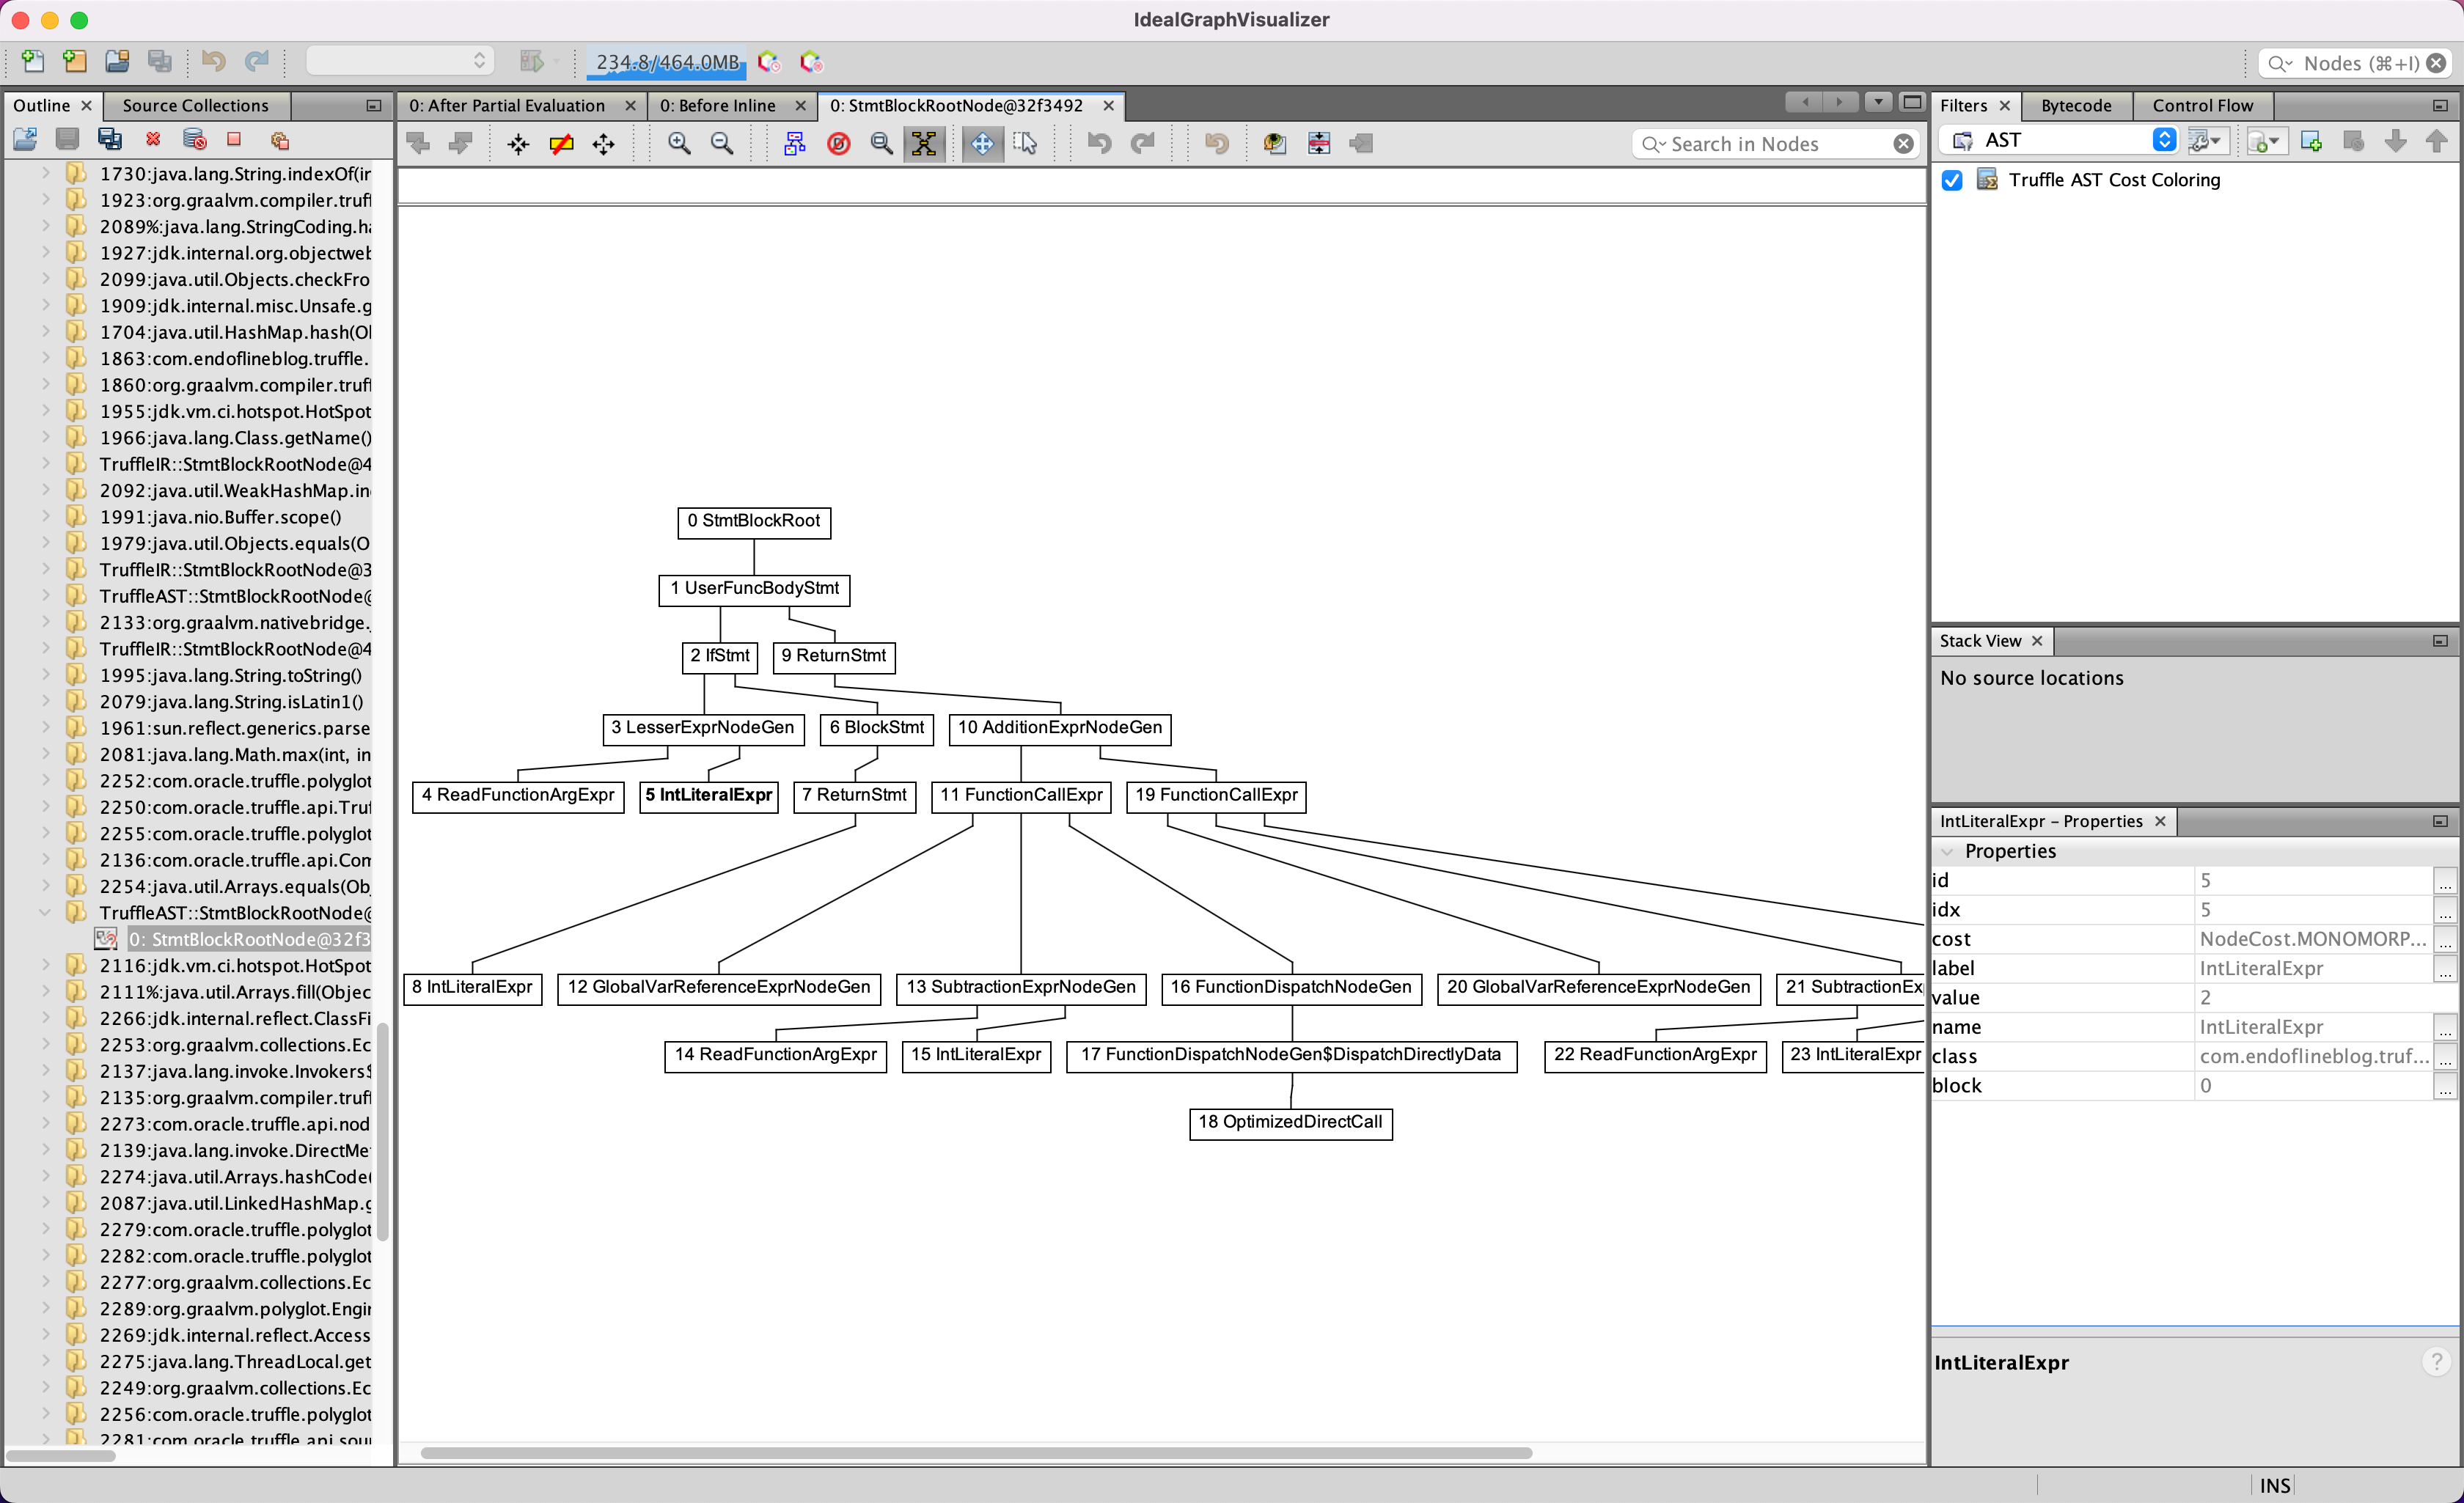 IdealGraphVisualizer
234.8/464.0MB
Nodes (⌘+I)
Outline
Source Collections
0: After Partial Evaluation
0: Before Inline
0: StmtBlockRootNode@32f3492
Filters
Bytecode
Control Flow
Search in Nodes
AST
Truffle AST Cost Coloring
1730:java.lang.String.indexOf(ir
1923:org.graalvm.compiler.truf
2089%:java.lang.StringCoding.h
1927:jdk.internal.org.objectwek
2099:java.util.Objects.checkFro
1909:jdk.internal.misc.Unsafe.g
1704:java.util.HashMap.hash(O
1863:com.endoflineblog.truffle.
1860:org.graalvm.compiler.truf
1955:jdk.vm.ci.hotspot.HotSpot
1966:java.lang.Class.getName()
TruffleIR::StmtBlockRootNode@4
2092:java.util.WeakHashMap.in
1991:java.nio.Buffer.scope()
1979:java.util.Objects.equals(O
TruffleIR::StmtBlockRootNode@3
TruffleAST::StmtBlockRootNode@
2133:org.graalvm.nativebridge.
TruffleIR::StmtBlockRootNode@4
1995:java.lang.String.toString()
2079:java.lang.String.isLatin1()
1961:sun.reflect.generics.parse
2081:java.lang.Math.max(int, in
2252:com.oracle.truffle.polyglot
2250:com.oracle.truffle.api.Truf
2255:com.oracle.truffle.polyglot
2136:com.oracle.truffle.api.Com
2254:java.util.Arrays.equals(Ob
TruffleAST::StmtBlockRootNode@
0: StmtBlockRootNode@32f3
2116:jdk.vm.ci.hotspot.HotSpot
2111%:java.util.Arrays.fill(Objec
2266:jdk.internal.reflect.ClassFi
2253:org.graalvm.collections.Ec
2137:java.lang.invoke.Invokers$
2135:org.graalvm.compiler.truf
2273:com.oracle.truffle.api.nod
2139:java.lang.invoke.DirectMe
2274:java.util.Arrays.hashCode(
2087:java.util.LinkedHashMap.g
2279:com.oracle.truffle.polyglot
2282:com.oracle.truffle.polyglot
2277:org.graalvm.collections.Ec
2289:org.graalvm.polyglot.Engir
2269:jdk.internal.reflect.Access
2275:java.lang.ThreadLocal.get
2249:org.graalvm.collections.Ec
2256:com.oracle.truffle.polyglot
2281:com.oracle.truffle.api.sour
0 StmtBlockRoot
1 UserFuncBodyStmt
2 IfStmt
9 ReturnStmt
3 LesserExprNodeGen
6 BlockStmt
10 AdditionExprNodeGen
4 ReadFunctionArgExpr
5 IntLiteralExpr
7 ReturnStmt
11 FunctionCallExpr
19 FunctionCallExpr
8 IntLiteralExpr
12 GlobalVarReferenceExprNodeGen
13 SubtractionExprNodeGen
16 FunctionDispatchNodeGen
20 GlobalVarReferenceExprNodeGen
21 SubtractionEx
14 ReadFunctionArgExpr
15 IntLiteralExpr
17 FunctionDispatchNodeGen$DispatchDirectlyData
22 ReadFunctionArgExpr
23 IntLiteralExpr
18 OptimizedDirectCall
Stack View
No source locations
IntLiteralExpr – Properties
Properties
id 5 ...
idx 5 ...
cost NodeCost.MONOMORP... ...
label IntLiteralExpr ...
value 2
name IntLiteralExpr ...
class com.endoflineblog.truf... ...
block 0 ...
IntLiteralExpr
?
INS